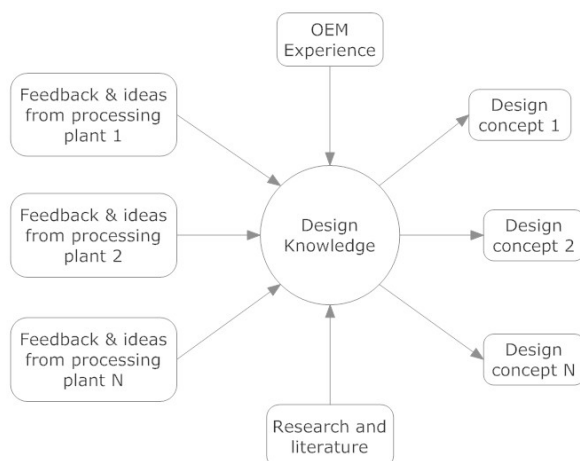 OEM
Experience
Feedback & ideas
from processing
plant 1
Design
concept 1
Feedback & ideas
from processing
plant 2
Design
Knowledge
Design
concept 2
Feedback & ideas
from processing
plant N
Design
concept N
Research and
literature